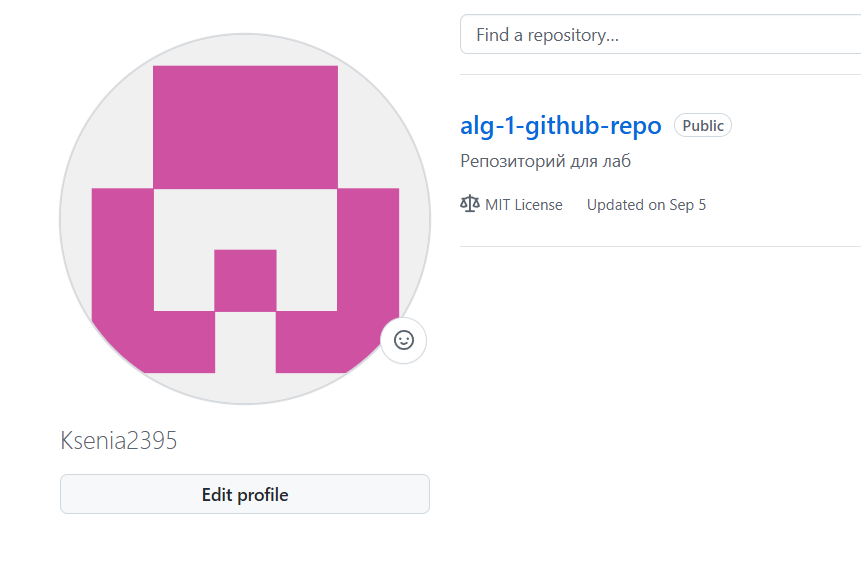 Find a repository...
alg-1-github-repo Public
Репозиторий для лаб
MIT License Updated on Sep 5
Ksenia2395
Edit profile